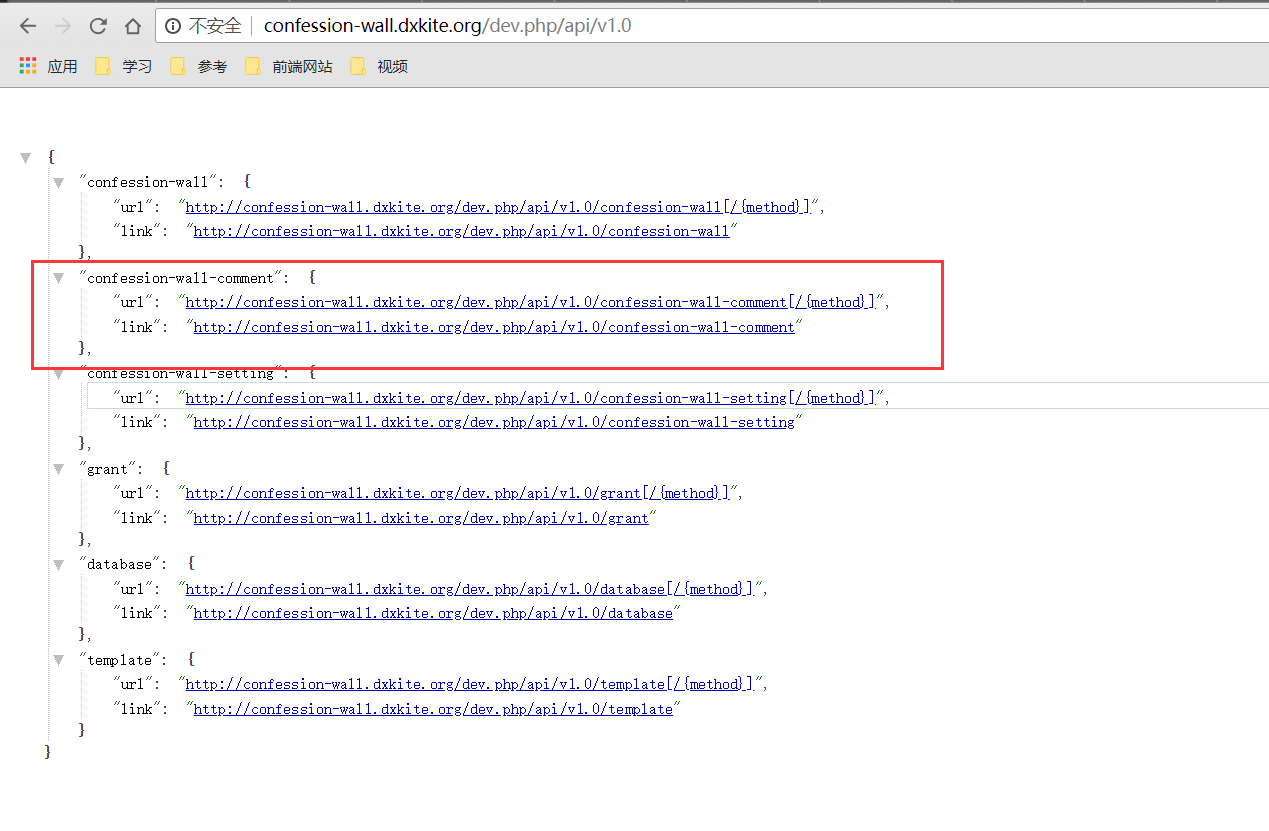 不安全 confession-wall.dxkite.org/dev.php/api/v1.0
应用 学习 参考 前端网站 视频
{
"confession-wall": {
"url": "http://confession-wall.dxkite.org/dev.php/api/v1.0/confession-wall[/{method}]",
"link": "http://confession-wall.dxkite.org/dev.php/api/v1.0/confession-wall"
},
"confession-wall-comment": {
"url": "http://confession-wall.dxkite.org/dev.php/api/v1.0/confession-wall-comment[/{method}]",
"link": "http://confession-wall.dxkite.org/dev.php/api/v1.0/confession-wall-comment"
},
"confession-wall-setting": {
"url": "http://confession-wall.dxkite.org/dev.php/api/v1.0/confession-wall-setting[/{method}]",
"link": "http://confession-wall.dxkite.org/dev.php/api/v1.0/confession-wall-setting"
},
"grant": {
"url": "http://confession-wall.dxkite.org/dev.php/api/v1.0/grant[/{method}]",
"link": "http://confession-wall.dxkite.org/dev.php/api/v1.0/grant"
},
"database": {
"url": "http://confession-wall.dxkite.org/dev.php/api/v1.0/database[/{method}]",
"link": "http://confession-wall.dxkite.org/dev.php/api/v1.0/database"
},
"template": {
"url": "http://confession-wall.dxkite.org/dev.php/api/v1.0/template[/{method}]",
"link": "http://confession-wall.dxkite.org/dev.php/api/v1.0/template"
}
}